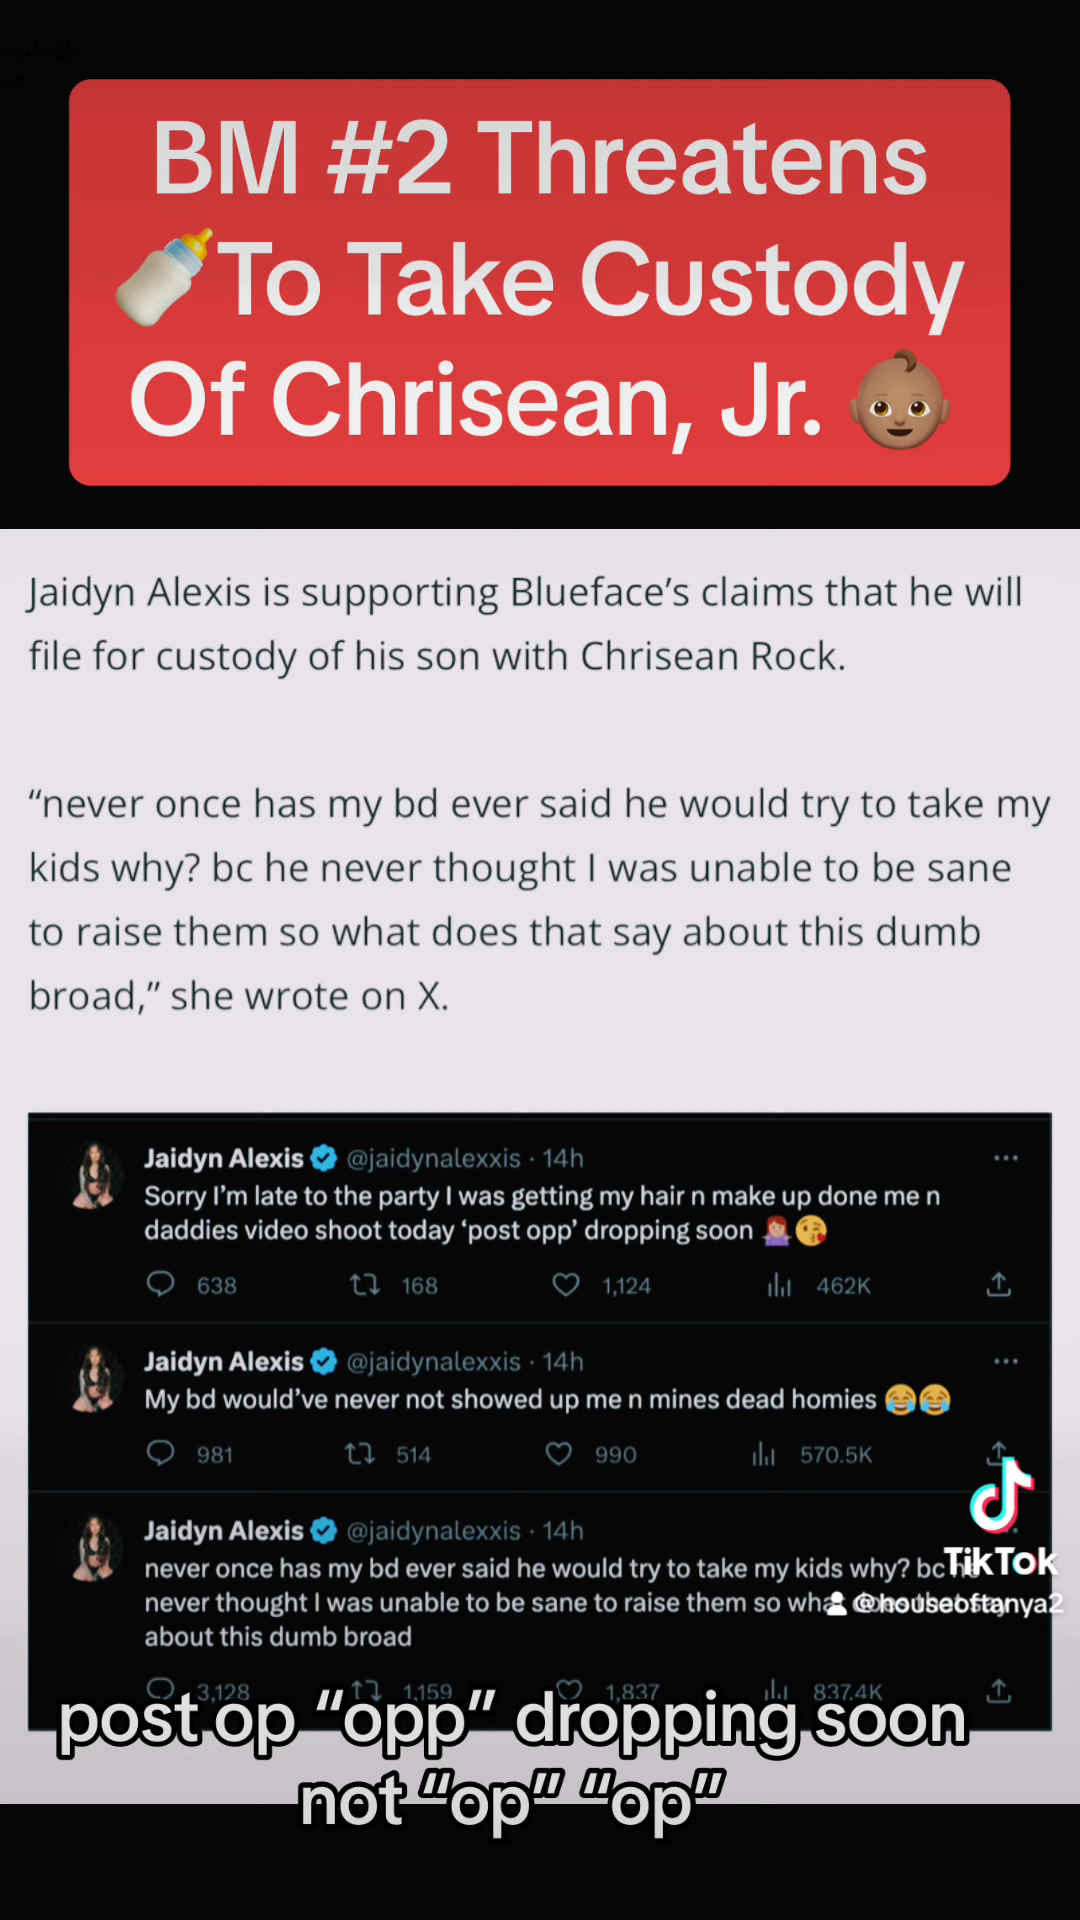 BM #2 Threatens
🍼To Take Custody
Of Chrisean, Jr. 👶🏽
Jaidyn Alexis is supporting Blueface’s claims that he will
file for custody of his son with Chrisean Rock.
“never once has my bd ever said he would try to take my
kids why? bc he never thought I was unable to be sane
to raise them so what does that say about this dumb
broad,” she wrote on X.
Jaidyn Alexis @jaidynalexxis · 14h
Sorry I’m late to the party I was getting my hair n make up done me n
daddies video shoot today ‘post opp’ dropping soon 🤷🏽‍♀️😘
638 168 1,124 462K
Jaidyn Alexis @jaidynalexxis · 14h
My bd would’ve never not showed up me n mines dead homies 😂😂
981 514 990 570.5K
Jaidyn Alexis @jaidynalexxis · 14h
never once has my bd ever said he would try to take my kids why? bc he
never thought I was unable to be sane to raise them so what does that say
about this dumb broad
3,128 1,159 1,837 837.4K
TikTok
@houseoftanya2
post op “opp” dropping soon
not “op” “op”